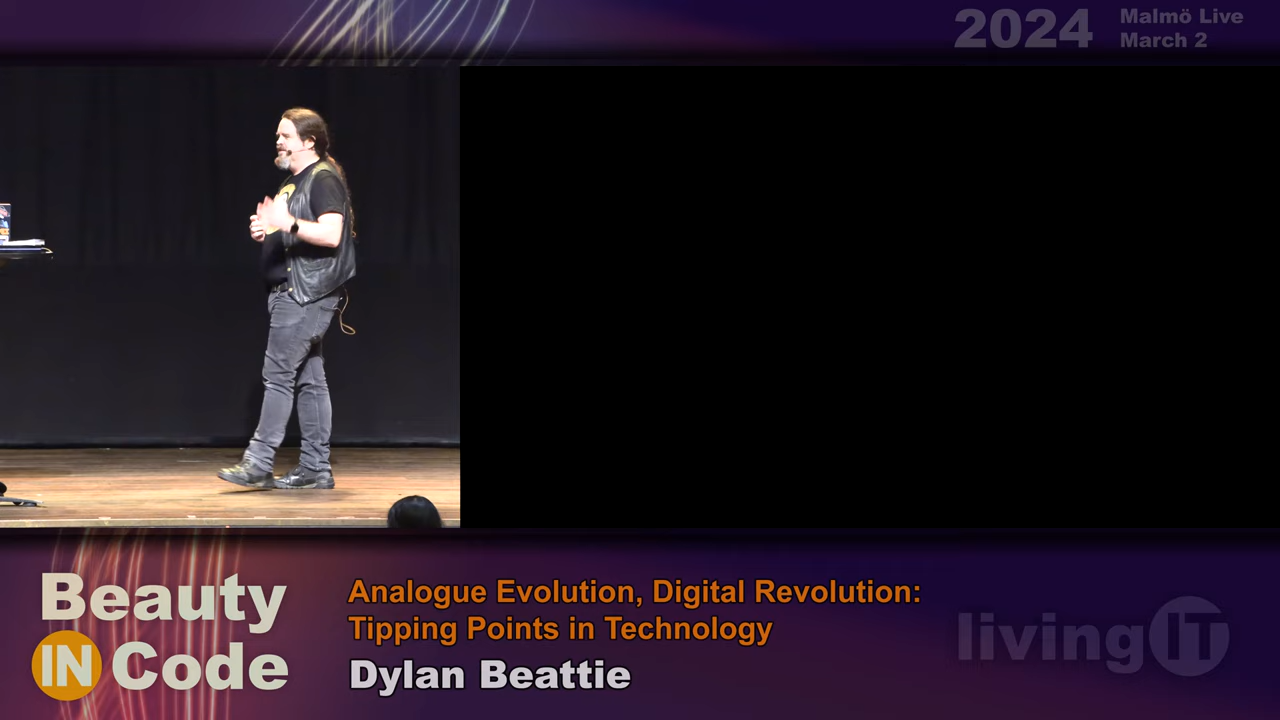 2024
Malmö Live
March 2
Beauty
IN Code
Analogue Evolution, Digital Revolution:
Tipping Points in Technology
Dylan Beattie
livingIT